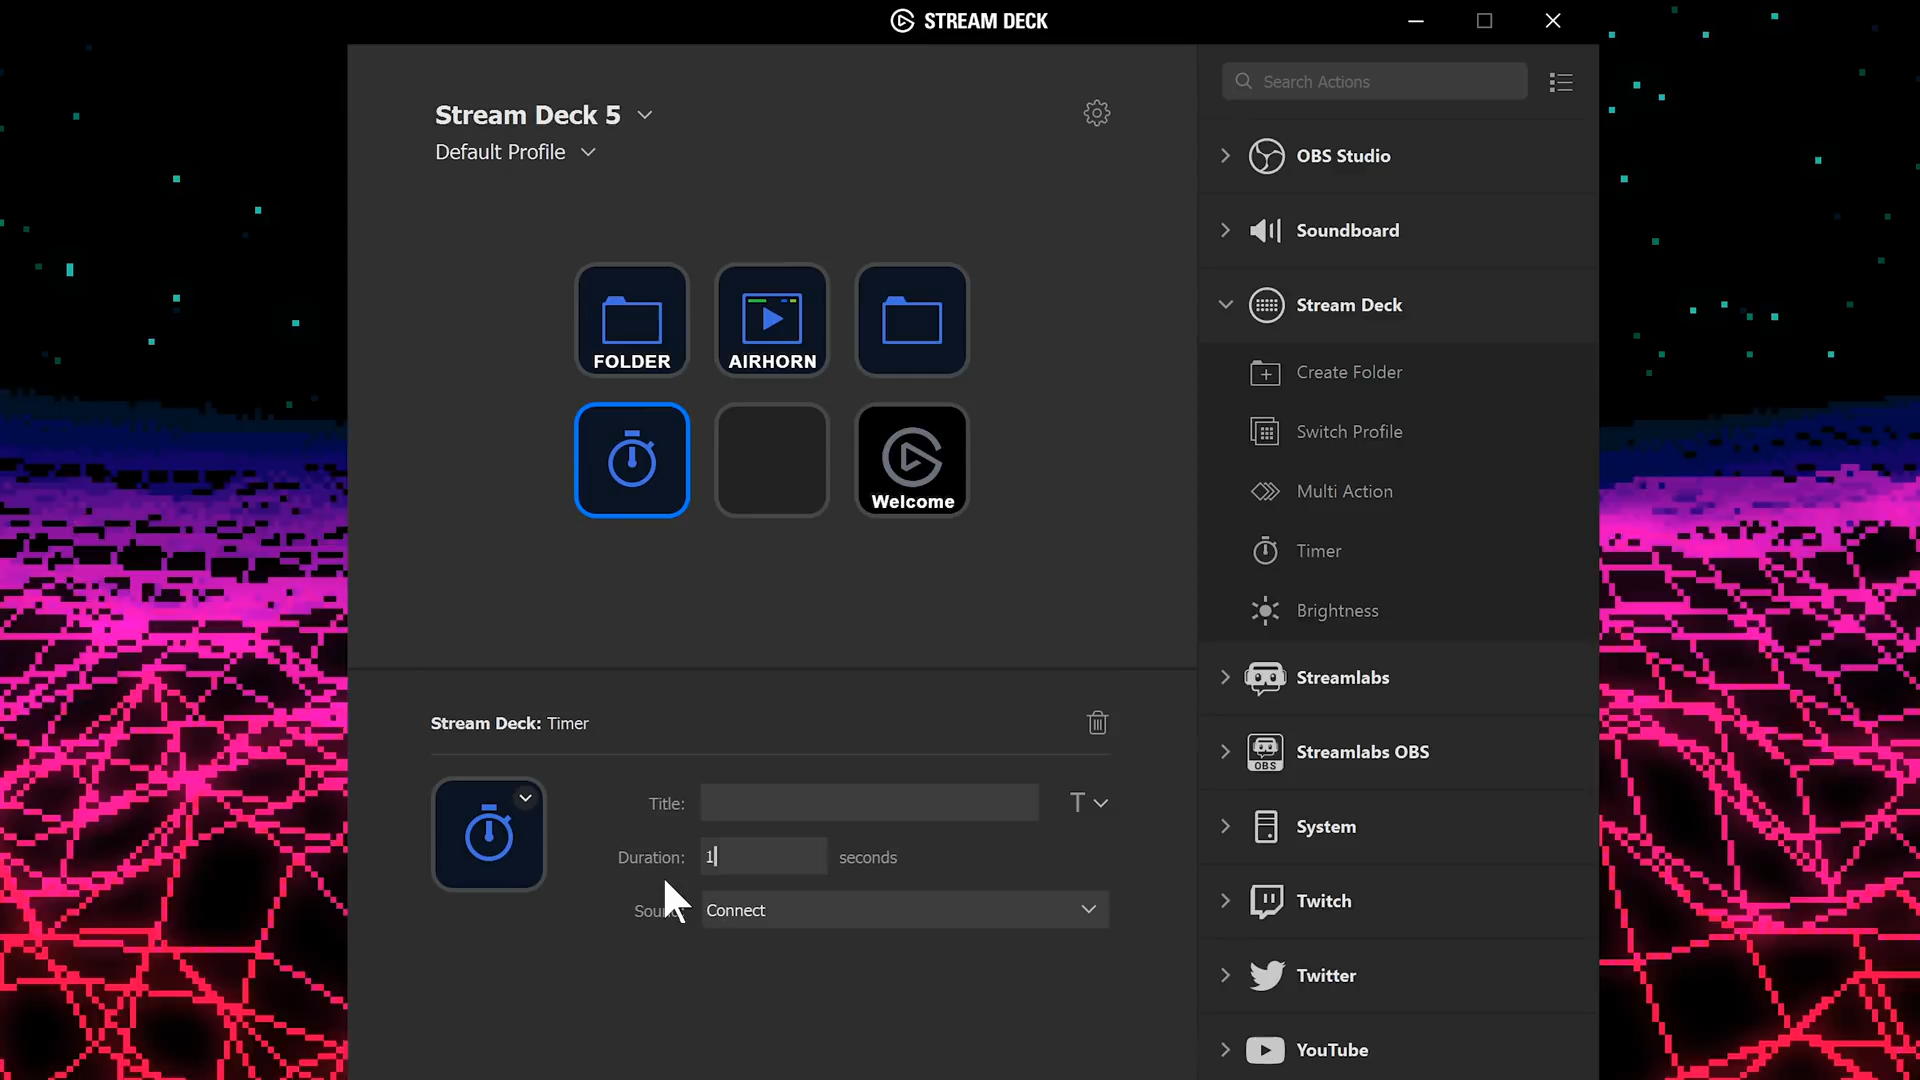 STREAM DECK
Stream Deck 5
Default Profile
FOLDER
AIRHORN
Welcome
Stream Deck: Timer
Title:
T
Duration: 1 seconds
Connect
Search Actions
OBS Studio
Soundboard
Stream Deck
Create Folder
Switch Profile
Multi Action
Timer
Brightness
Streamlabs
OBS
Streamlabs OBS
System
Twitch
Twitter
YouTube